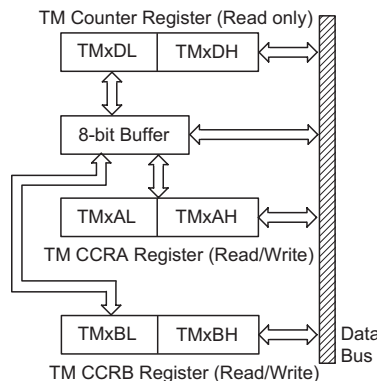 TM Counter Register (Read only)
TMxDL TMxDH
8-bit Buffer
TMxAL TMxAH
TM CCRA Register (Read/Write)
TMxBL TMxBH
TM CCRB Register (Read/Write)
Data
Bus